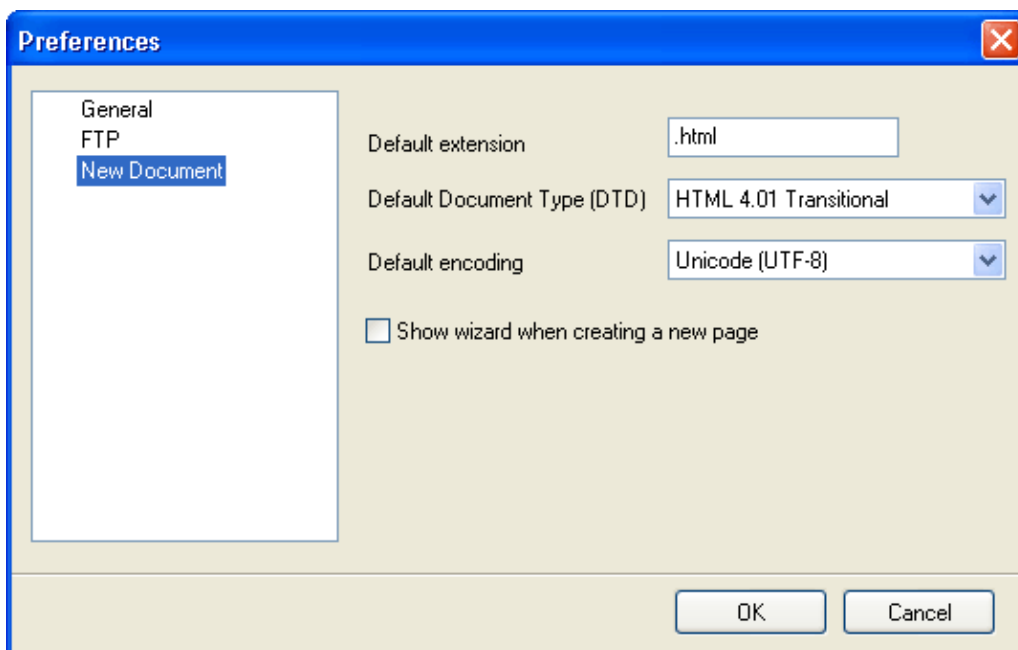 Preferences
General
FTP
New Document
Default extension
.html
Default Document Type (DTD)
HTML 4.01 Transitional
Default encoding
Unicode (UTF-8)
Show wizard when creating a new page
OK
Cancel